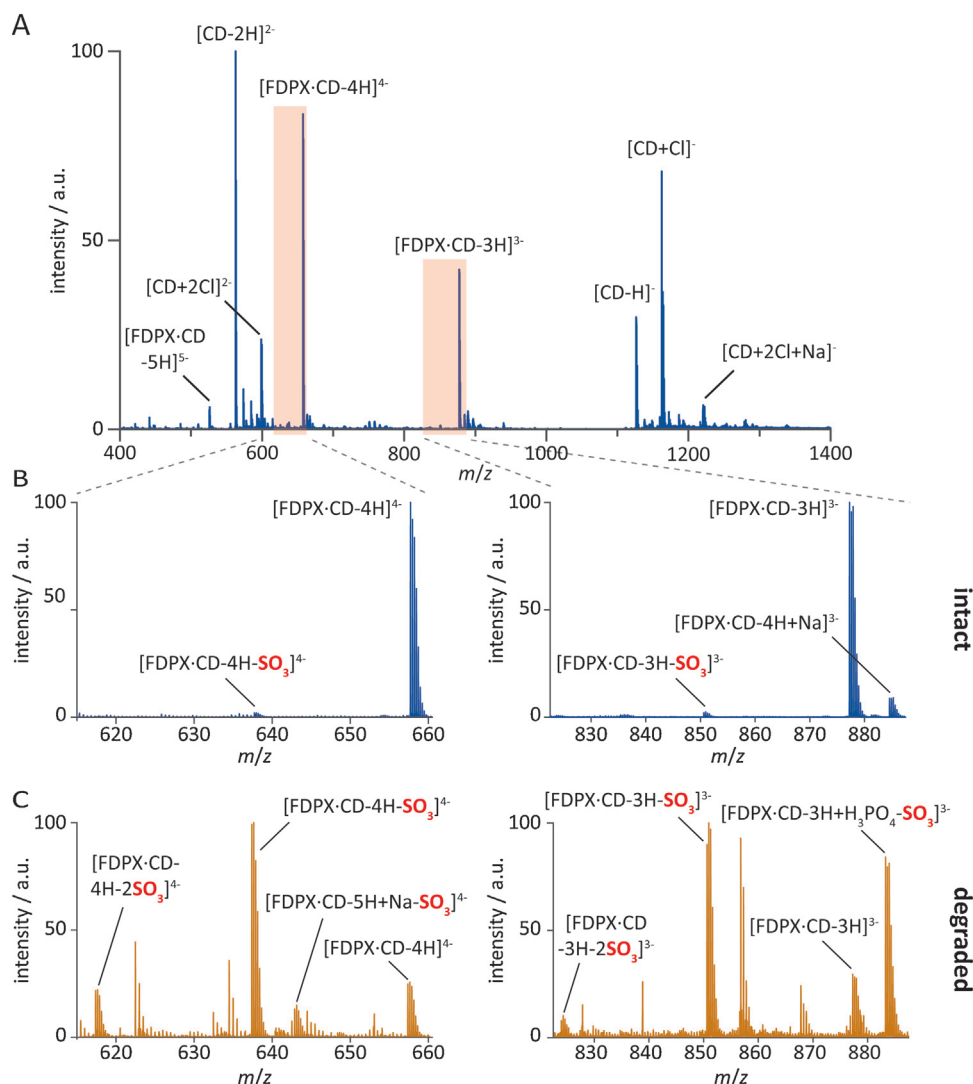 A
[CD-2H]²⁻
[FDPX·CD-4H]⁴⁻
[CD+Cl]⁻
[FDPX·CD-3H]³⁻
[CD+2Cl]²⁻
[CD-H]⁻
[FDPX·CD
-5H]⁵⁻
[CD+2Cl+Na]⁻
intensity / a.u.
100
50
0
400 600 800 1000 1200 1400
m/z
B
[FDPX·CD-4H]⁴⁻
[FDPX·CD-4H-SO₃]⁴⁻
intensity / a.u.
100
50
0
620 630 640 650 660
m/z
[FDPX·CD-3H]³⁻
[FDPX·CD-4H+Na]³⁻
[FDPX·CD-3H-SO₃]³⁻
intensity / a.u.
100
50
0
830 840 850 860 870 880
m/z
intact
C
[FDPX·CD-4H-SO₃]⁴⁻
[FDPX·CD-
4H-2SO₃]⁴⁻
[FDPX·CD-5H+Na-SO₃]⁴⁻
[FDPX·CD-4H]⁴⁻
intensity / a.u.
100
50
0
620 630 640 650 660
m/z
[FDPX·CD-3H-SO₃]³⁻
[FDPX·CD-3H+H₃PO₄-SO₃]³⁻
[FDPX·CD
-3H-2SO₃]³⁻
[FDPX·CD-3H]³⁻
intensity / a.u.
100
50
0
830 840 850 860 870 880
m/z
degraded